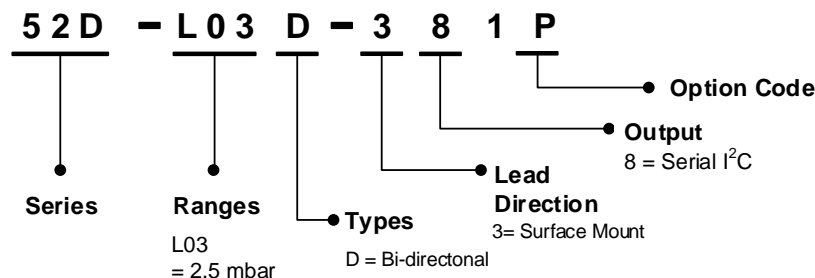 52D - L03 D - 3 8 1 P
Option Code
Output
8 = Serial I²C
Lead
Direction
3= Surface Mount
Types
D = Bi-directonal
Ranges
L03
= 2.5 mbar
Series